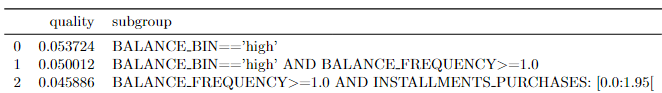 quality subgroup
0 0.053724 BALANCE_BIN=='high'
1 0.050012 BALANCE_BIN=='high' AND BALANCE_FREQUENCY>=1.0
2 0.045886 BALANCE_FREQUENCY>=1.0 AND INSTALLMENTS_PURCHASES: [0.0:1.95[